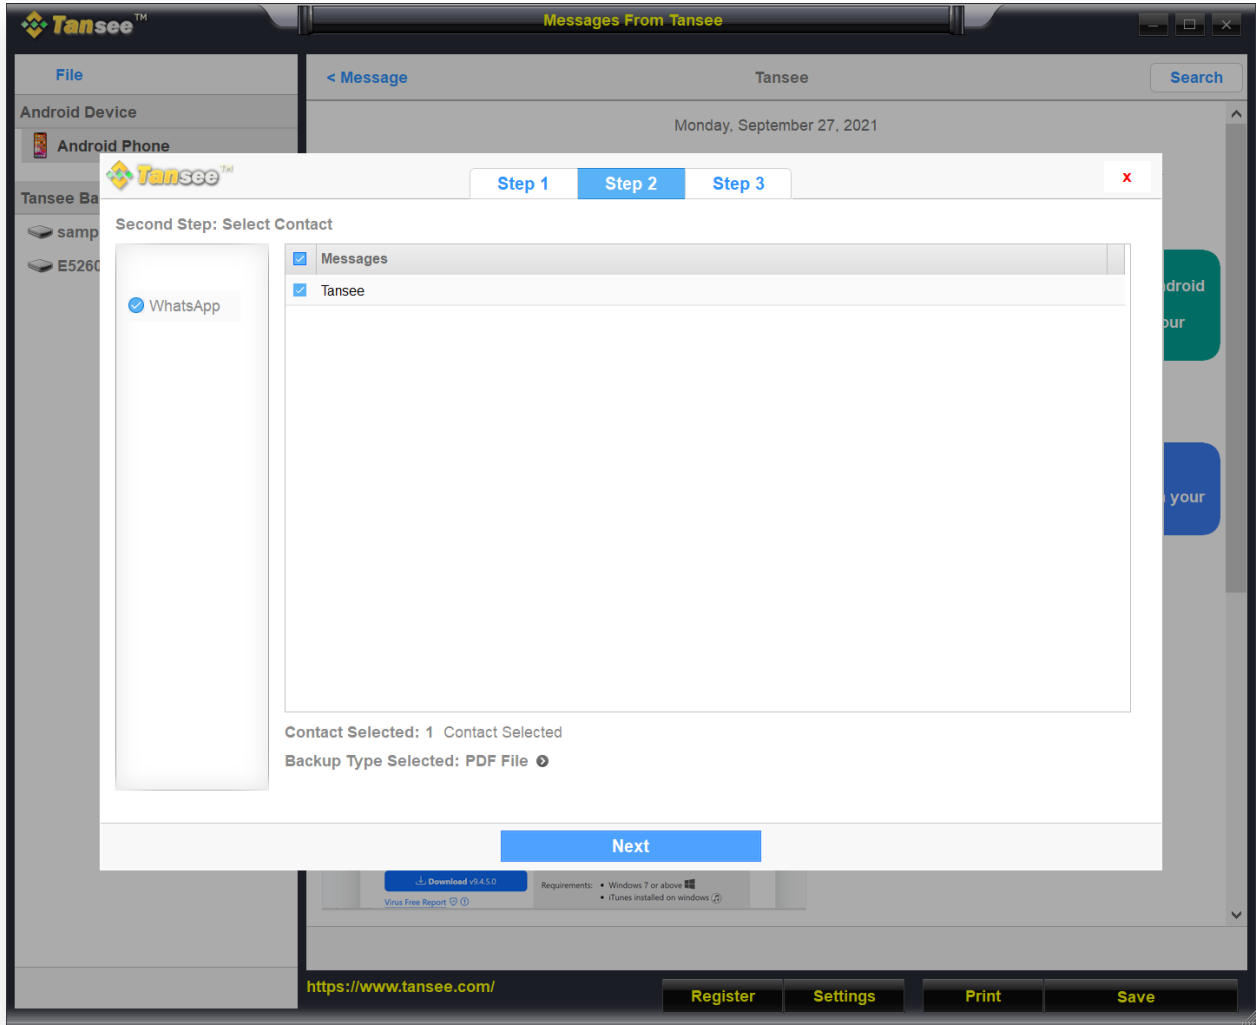 Tansee™
Messages From Tansee
File
< Message
Tansee
Search
Android Device
Monday, September 27, 2021
Android Phone
Tansee™
Step 1
Step 2
Step 3
x
Tansee Ba
Second Step: Select Contact
samp
Messages
E5260
Tansee
WhatsApp
droid
our
your
Contact Selected: 1 Contact Selected
Backup Type Selected: PDF File
Next
Download v9.4.5.0
Virus Free Report
Requirements: • Windows 7 or above
• iTunes installed on windows
https://www.tansee.com/
Register
Settings
Print
Save